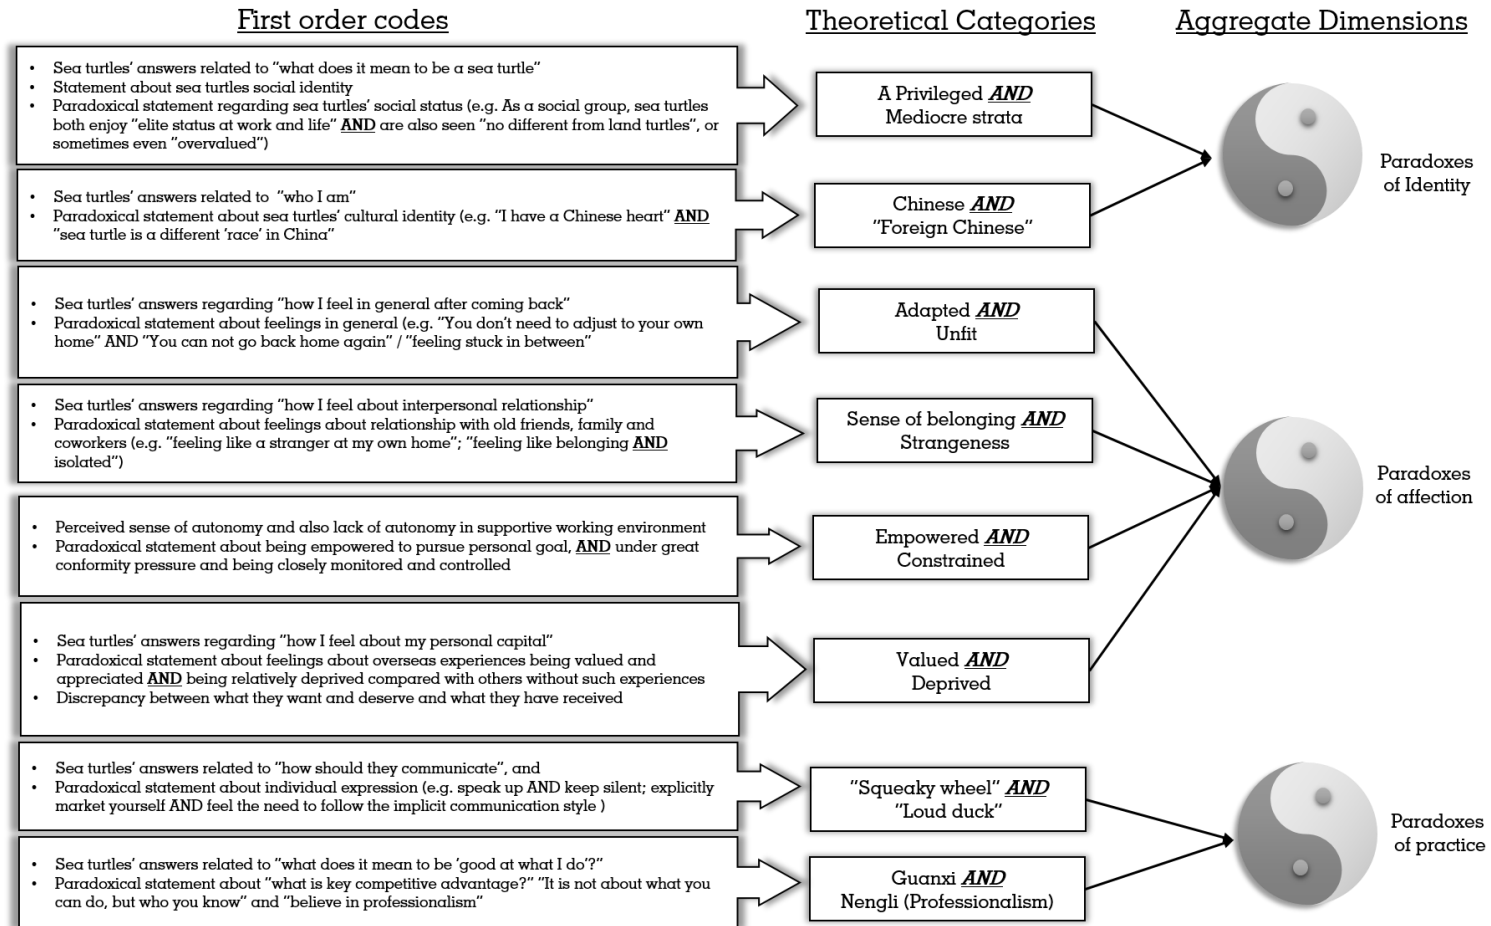 First order codes
Theoretical Categories
Aggregate Dimensions
• Sea turtles' answers related to "what does it mean to be a sea turtle"
• Statement about sea turtles social identity
• Paradoxical statement regarding sea turtles' social status (e.g. As a social group, sea turtles
both enjoy "elite status at work and life" AND are also seen "no different from land turtles", or
sometimes even "overvalued")
A Privileged AND
Mediocre strata
• Sea turtles' answers related to "who I am"
• Paradoxical statement about sea turtles' cultural identity (e.g. "I have a Chinese heart" AND
"sea turtle is a different 'race' in China"
Chinese AND
"Foreign Chinese"
Paradoxes
of Identity
• Sea turtles' answers regarding "how I feel in general after coming back"
• Paradoxical statement about feelings in general (e.g. "You don't need to adjust to your own
home" AND "You can not go back home again" / "feeling stuck in between"
Adapted AND
Unfit
• Sea turtles' answers regarding "how I feel about interpersonal relationship"
• Paradoxical statement about feelings about relationship with old friends, family and
coworkers (e.g. "feeling like a stranger at my own home"; "feeling like belonging AND
isolated")
Sense of belonging AND
Strangeness
• Perceived sense of autonomy and also lack of autonomy in supportive working environment
• Paradoxical statement about being empowered to pursue personal goal, AND under great
conformity pressure and being closely monitored and controlled
Empowered AND
Constrained
• Sea turtles' answers regarding "how I feel about my personal capital"
• Paradoxical statement about feelings about overseas experiences being valued and
appreciated AND being relatively deprived compared with others without such experiences
• Discrepancy between what they want and deserve and what they have received
Valued AND
Deprived
Paradoxes
of affection
• Sea turtles' answers related to "how should they communicate", and
• Paradoxical statement about individual expression (e.g. speak up AND keep silent; explicitly
market yourself AND feel the need to follow the implicit communication style )
"Squeaky wheel" AND
"Loud duck"
• Sea turtles' answers related to "what does it mean to be 'good at what I do'?"
• Paradoxical statement about "what is key competitive advantage?" "It is not about what you
can do, but who you know" and "believe in professionalism"
Guanxi AND
Nengli (Professionalism)
Paradoxes
of practice